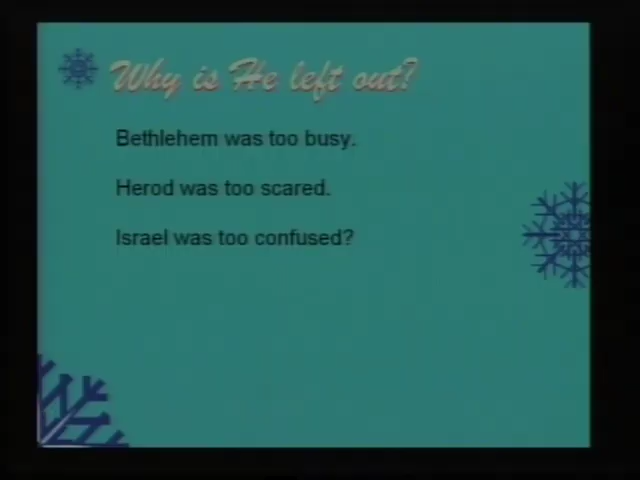 Why is He left out?
Bethlehem was too busy.
Herod was too scared.
Israel was too confused?